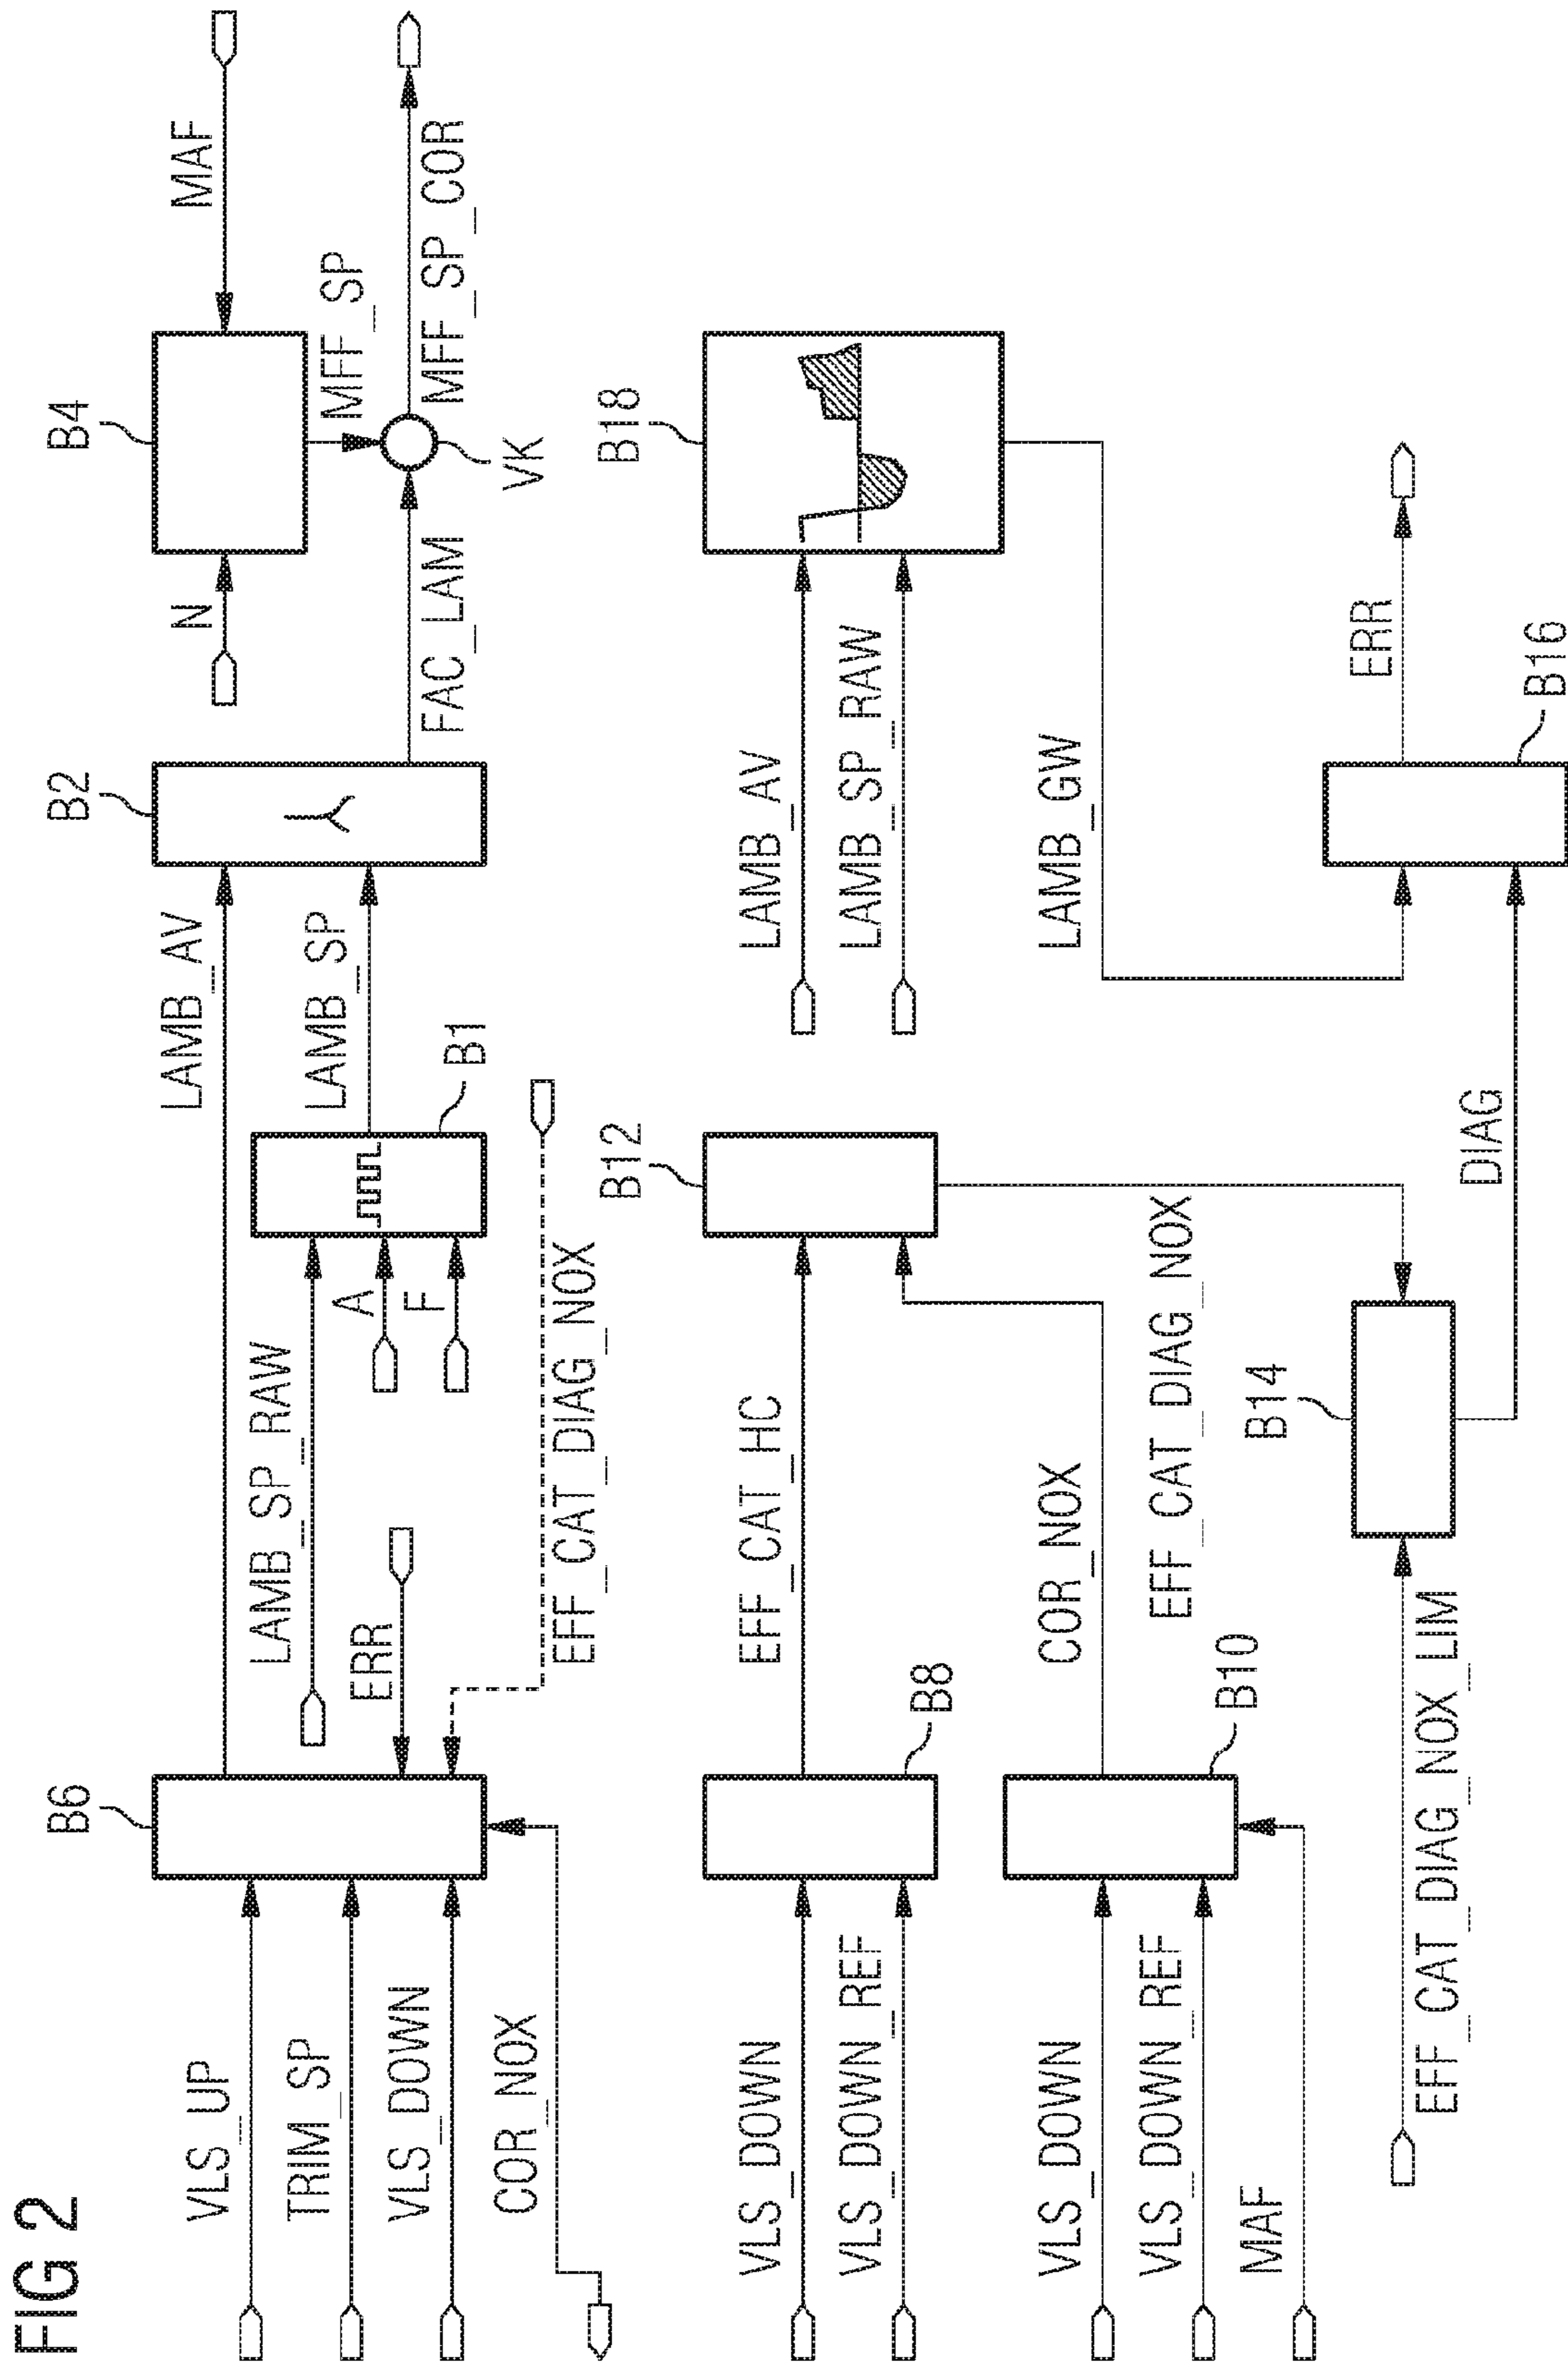 FIG 2
B6
B2
B4
VLS_UP
TRIM_SP
VLS_DOWN
COR_NOX
LAMB_AV
LAMB_SP_RAW
ERR
A
F
LAMB_SP
B1
EFF_CAT_DIAG_NOX
N
MAF
FAC_LAM
MFF_SP
MFF_SP_COR
VK
VLS_DOWN
VLS_DOWN_REF
B8
EFF_CAT_HC
B12
VLS_DOWN
VLS_DOWN_REF
MAF
B10
COR_NOX
EFF_CAT_DIAG_NOX
LAMB_AV
LAMB_SP_RAW
B18
LAMB_GW
EFF_CAT_DIAG_NOX_LIM
B14
DIAG
ERR
B16